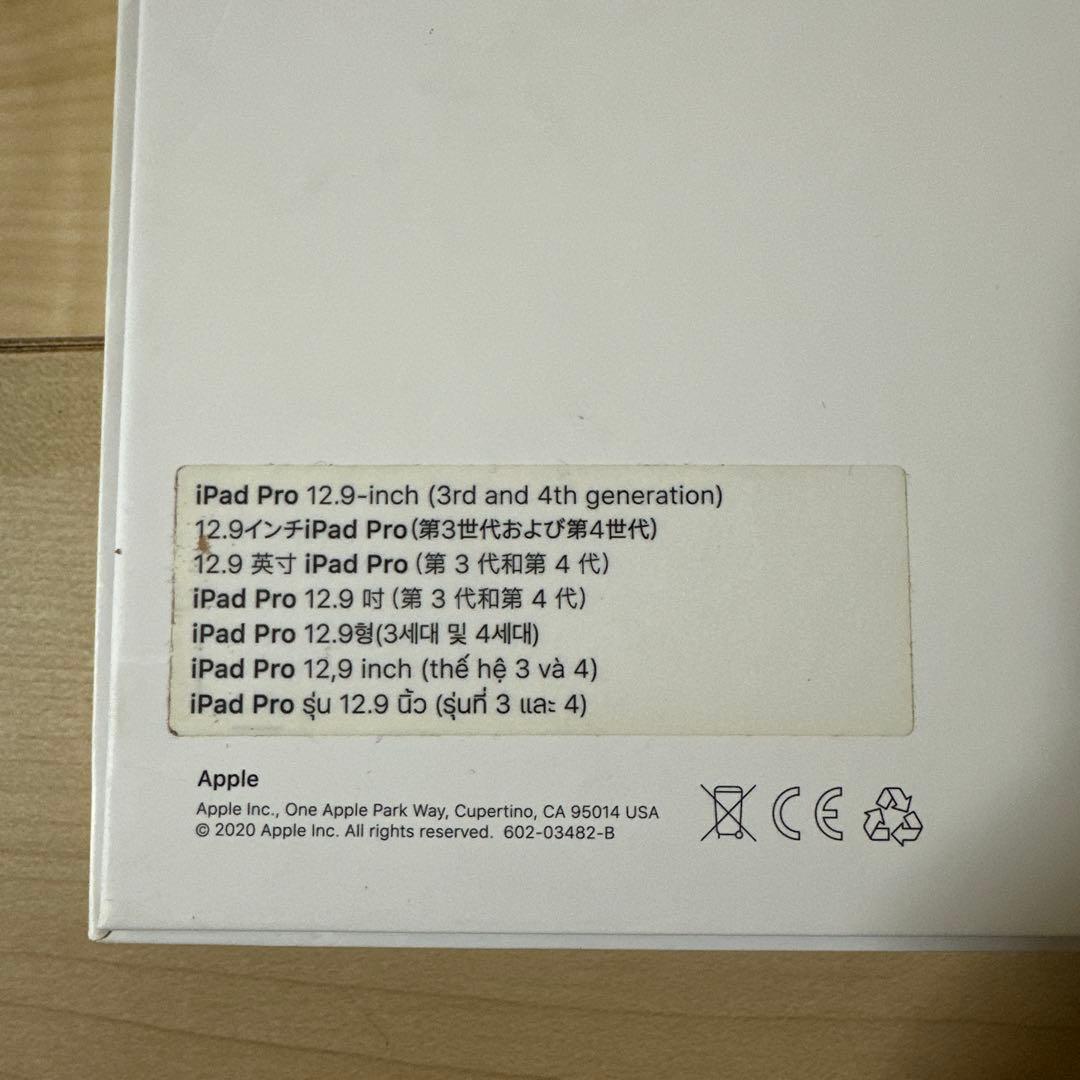 iPad Pro 12.9-inch (3rd and 4th generation)
12.9インチiPad Pro(第3世代および第4世代)
12.9 英寸 iPad Pro (第 3 代和第 4 代)
iPad Pro 12.9 吋 (第 3 代和第 4 代)
iPad Pro 12.9형(3세대 및 4세대)
iPad Pro 12,9 inch (thế hệ 3 và 4)
iPad Pro รุ่น 12.9 นิ้ว (รุ่นที่ 3 และ 4)
Apple
Apple Inc., One Apple Park Way, Cupertino, CA 95014 USA
© 2020 Apple Inc. All rights reserved. 602-03482-B
CE